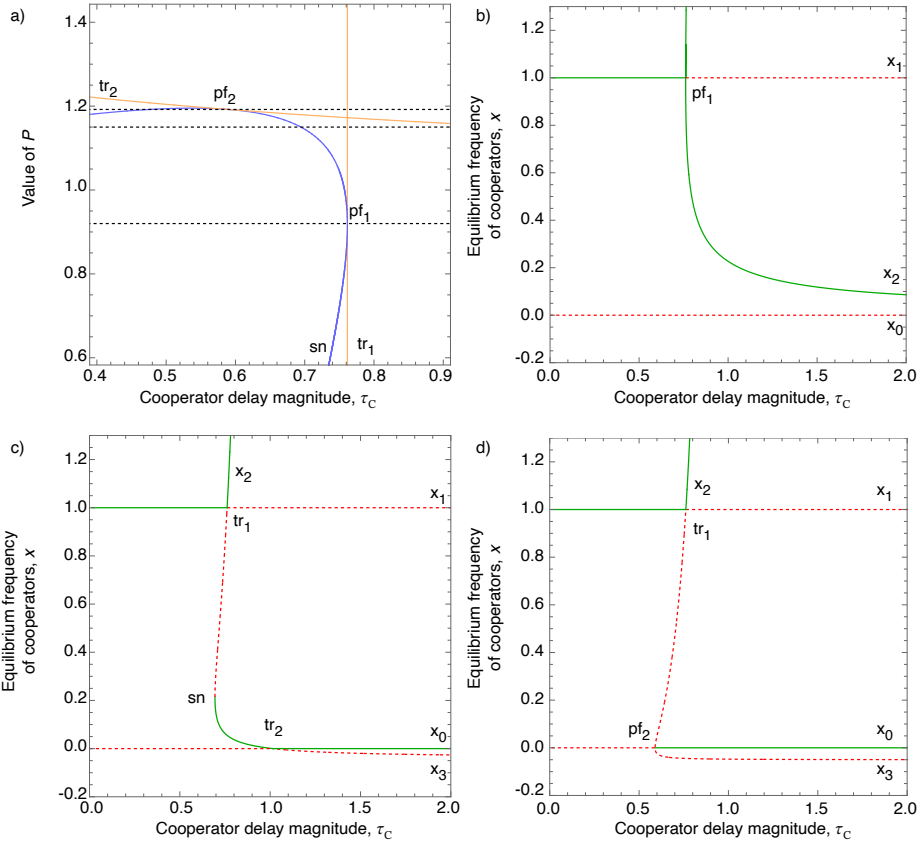 a)
1.4
1.2
1.0
0.8
0.6
Value of P
tr2
pf2
pf1
sn
tr1
0.4 0.5 0.6 0.7 0.8 0.9
Cooperator delay magnitude, τC
b)
1.2
1.0
0.8
0.6
0.4
0.2
0.0
-0.2
Equilibrium frequency
of cooperators, x
x1
pf1
x2
x0
0.0 0.5 1.0 1.5 2.0
Cooperator delay magnitude, τC
c)
1.2
1.0
0.8
0.6
0.4
0.2
0.0
-0.2
Equilibrium frequency
of cooperators, x
x2
x1
tr1
sn
tr2
x0
x3
0.0 0.5 1.0 1.5 2.0
Cooperator delay magnitude, τC
d)
1.2
1.0
0.8
0.6
0.4
0.2
0.0
-0.2
Equilibrium frequency
of cooperators, x
x2
x1
tr1
pf2
x0
x3
0.0 0.5 1.0 1.5 2.0
Cooperator delay magnitude, τC